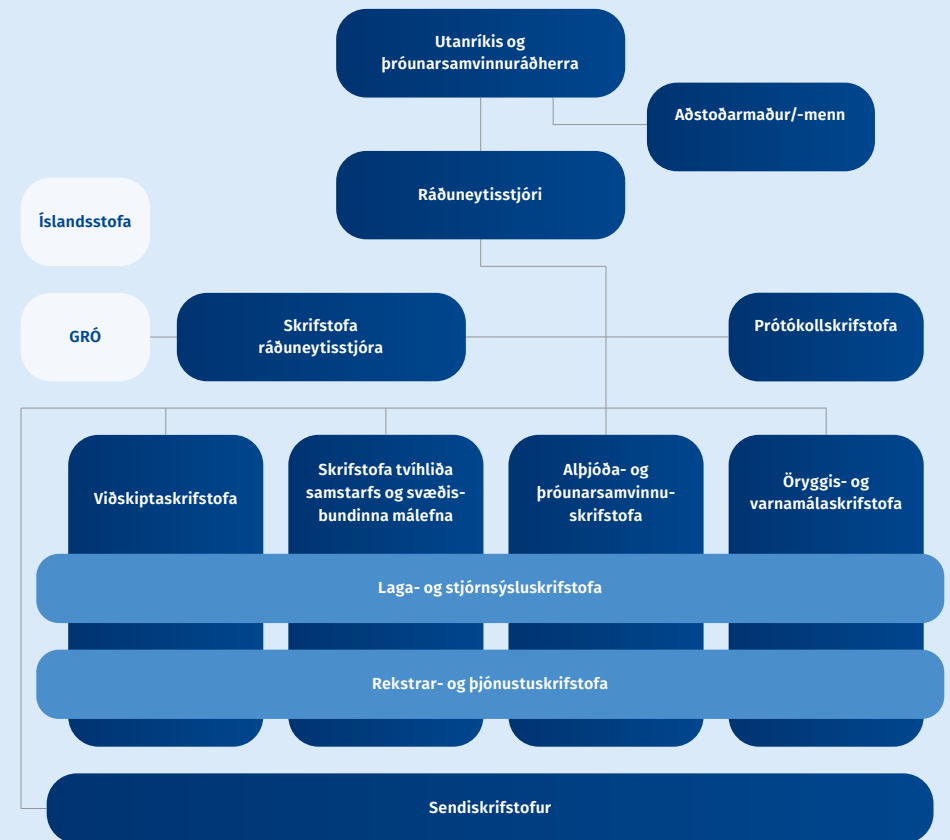 Utanríkis og
þróunarsamvinnuráðherra
Aðstoðarmaður/-menn
Ráðuneytisstjóri
Íslandsstofa
GRÓ
Skrifstofa
ráðuneytisstjóra
Prótókollskrifstofa
Viðskiptaskrifstofa
Skrifstofa tvíhliða
samstarfs og svæðis-
bundinna málefna
Alþjóða- og
þróunarsamvinnu-
skrifstofa
Öryggis- og
varnamálaskrifstofa
Laga- og stjórnsýsluskrifstofa
Rekstrar- og þjónustuskrifstofa
Sendiskrifstofur